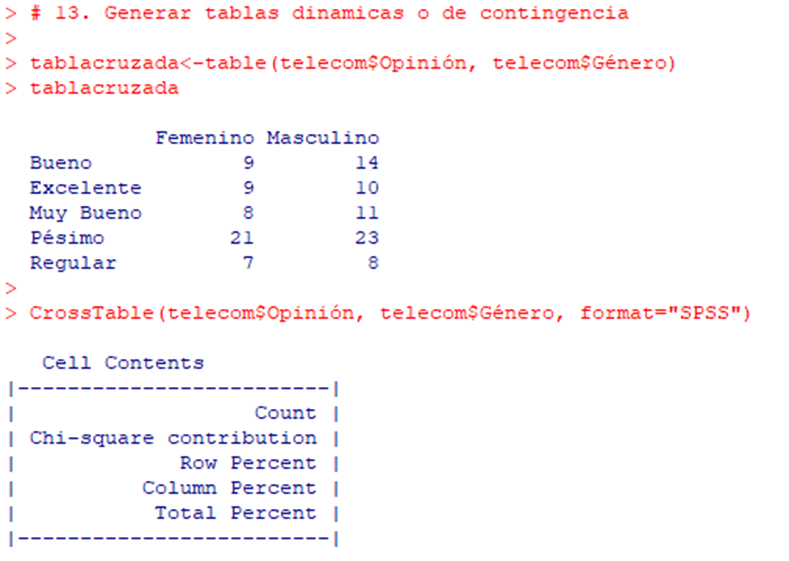 > # 13. Generar tablas dinamicas o de contingencia
>
> tablacruzada<-table(telecom$Opinión, telecom$Género)
> tablacruzada
            Femenino Masculino
  Bueno            9        14
  Excelente        9        10
  Muy Bueno        8        11
  Pésimo          21        23
  Regular          7         8
>
> CrossTable(telecom$Opinión, telecom$Género, format="SPSS")
   Cell Contents
|-------------------------|
|                   Count |
| Chi-square contribution |
|             Row Percent |
|          Column Percent |
|           Total Percent |
|-------------------------|